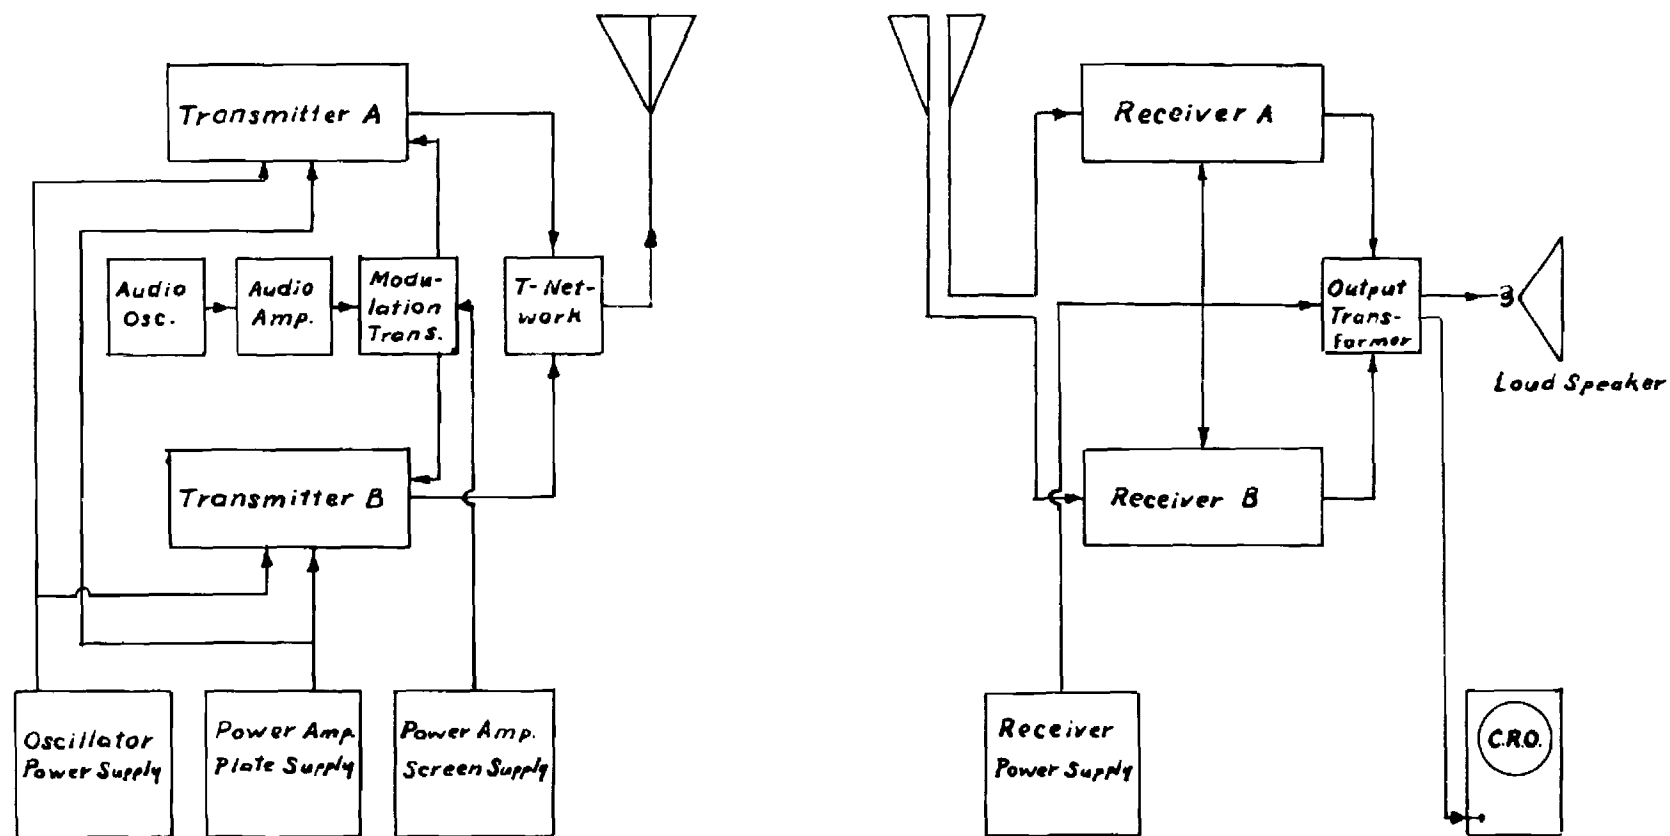 Transmitter A
Receiver A
Audio
Osc.
Audio
Amp.
Modu-
lation
Trans.
T-Net-
work
Output
Trans-
former
Loud Speaker
Transmitter B
Receiver B
Oscillator
Power Supply
Power Amp.
Plate Supply
Power Amp.
Screen Supply
Receiver
Power Supply
C.R.O.